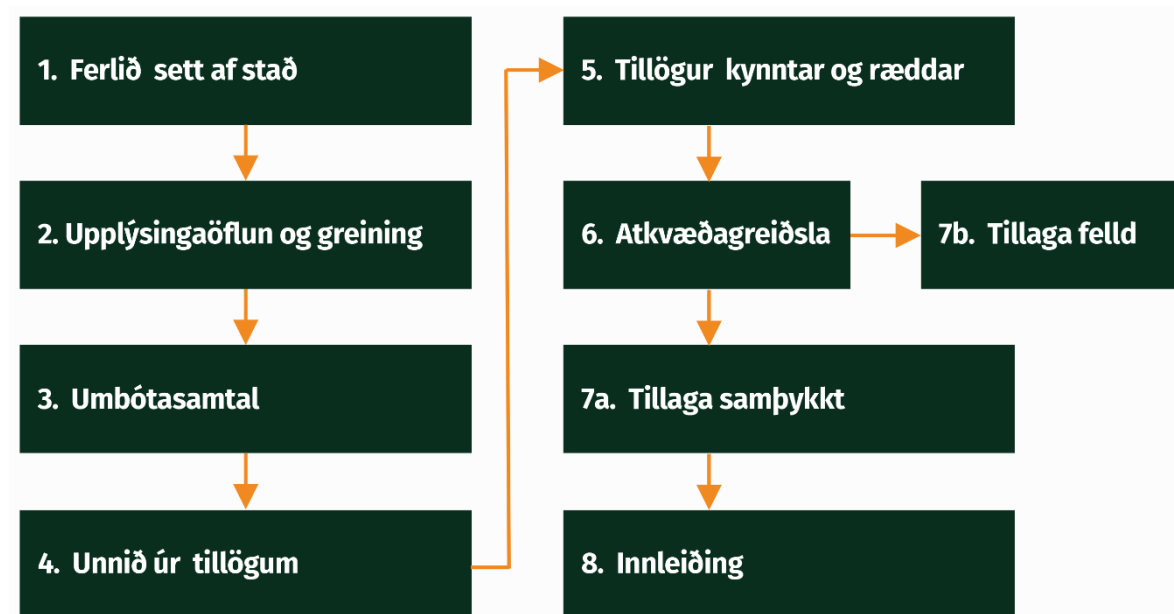 1. Ferlið sett af stað
2. Upplýsingaöflun og greining
3. Umbótasamtal
4. Unnið úr tillögum
5. Tillögur kynntar og ræddar
6. Atkvæðagreiðsla
7b. Tillaga felld
7a. Tillaga samþykkt
8. Innleiðing